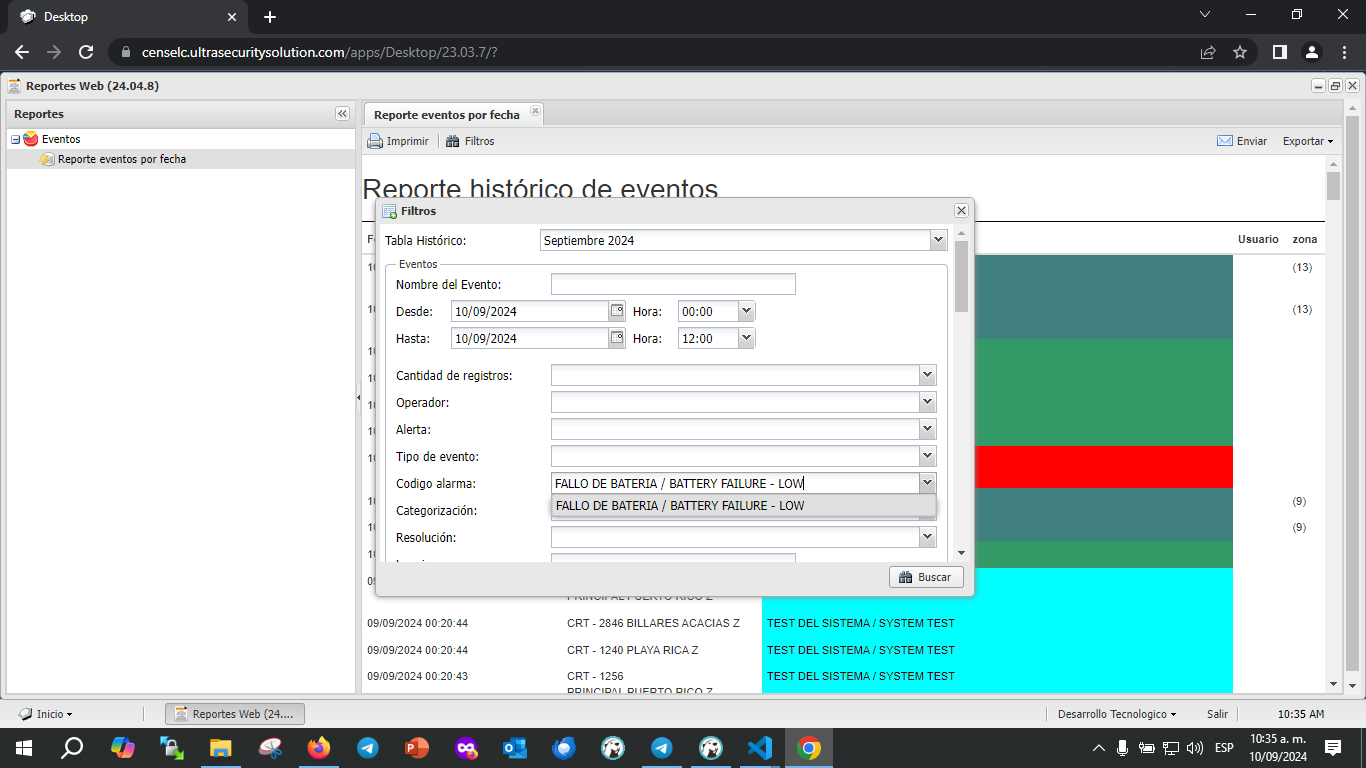 Desktop
censelc.ultrasecuritysolution.com/apps/Desktop/23.03.7/?
Reportes Web (24.04.8)
Reportes
Eventos
Reporte eventos por fecha
Reporte eventos por fecha
Imprimir
Filtros
Enviar
Exportar
Reporte histórico de eventos
Usuario
zona
(13)
(13)
(9)
(9)
Filtros
Tabla Histórico:
Septiembre 2024
Eventos
Nombre del Evento:
Desde:
10/09/2024
Hora:
00:00
Hasta:
10/09/2024
Hora:
12:00
Cantidad de registros:
Operador:
Alerta:
Tipo de evento:
Codigo alarma:
FALLO DE BATERIA / BATTERY FAILURE - LOW
FALLO DE BATERIA / BATTERY FAILURE - LOW
Categorización:
Resolución:
Buscar
PRINCIPAL PUERTO RICO Z
09/09/2024 00:20:44
CRT - 2846 BILLARES ACACIAS Z
TEST DEL SISTEMA / SYSTEM TEST
09/09/2024 00:20:44
CRT - 1240 PLAYA RICA Z
TEST DEL SISTEMA / SYSTEM TEST
09/09/2024 00:20:43
CRT - 1256
PRINCIPAL PUERTO RICO Z
TEST DEL SISTEMA / SYSTEM TEST
Inicio
Reportes Web (24....
Desarrollo Tecnologico
Salir
10:35 AM
ESP
10:35 a. m.
10/09/2024